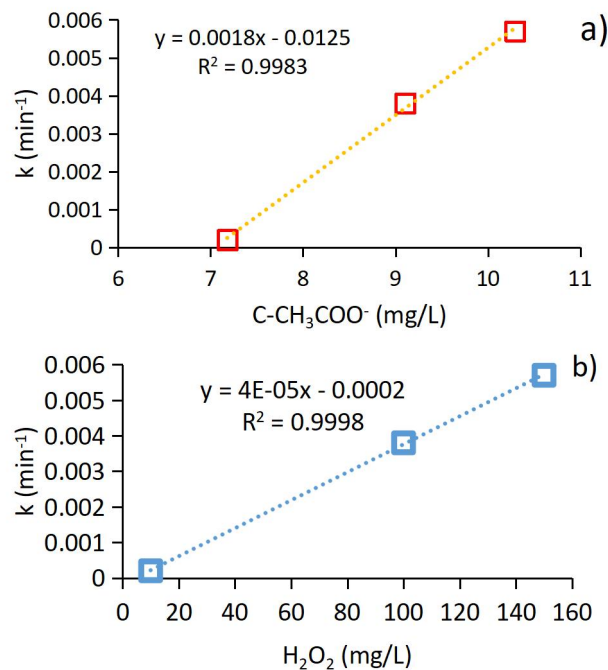 a)
y = 0.0018x - 0.0125
R² = 0.9983
0.006
0.005
0.004
0.003
0.002
0.001
0
k (min⁻¹)
6 7 8 9 10 11
C-CH₃COO⁻ (mg/L)
b)
y = 4E-05x - 0.0002
R² = 0.9998
0.006
0.005
0.004
0.003
0.002
0.001
0
k (min⁻¹)
0 20 40 60 80 100 120 140 160
H₂O₂ (mg/L)